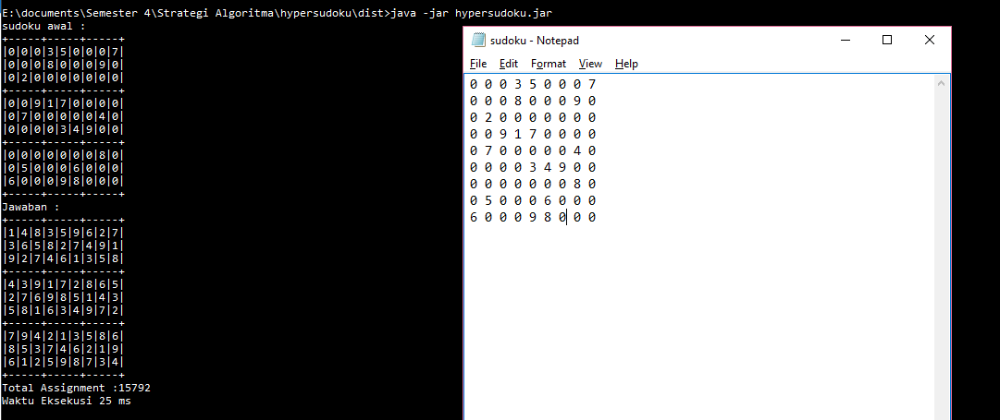 E:\documents\Semester 4\Strategi Algoritma\hypersudoku\dist>java -jar hypersudoku.jar
sudoku awal :
+-----+-----+-----+
|0|0|0|3|5|0|0|0|7|
|0|0|0|8|0|0|0|9|0|
|0|2|0|0|0|0|0|0|0|
+-----+-----+-----+
|0|0|9|1|7|0|0|0|0|
|0|7|0|0|0|0|0|4|0|
|0|0|0|0|3|4|9|0|0|
+-----+-----+-----+
|0|0|0|0|0|0|0|8|0|
|0|5|0|0|0|6|0|0|0|
|6|0|0|0|9|8|0|0|0|
+-----+-----+-----+
Jawaban :
+-----+-----+-----+
|1|4|8|3|5|9|6|2|7|
|3|6|5|8|2|7|4|9|1|
|9|2|7|4|6|1|3|5|8|
+-----+-----+-----+
|4|3|9|1|7|2|8|6|5|
|2|7|6|9|8|5|1|4|3|
|5|8|1|6|3|4|9|7|2|
+-----+-----+-----+
|7|9|4|2|1|3|5|8|6|
|8|5|3|7|4|6|2|1|9|
|6|1|2|5|9|8|7|3|4|
+-----+-----+-----+
Total Assignment :15792
Waktu Eksekusi 25 ms
sudoku - Notepad
File Edit Format View Help
0 0 0 3 5 0 0 0 7
0 0 0 8 0 0 0 9 0
0 2 0 0 0 0 0 0 0
0 0 9 1 7 0 0 0 0
0 7 0 0 0 0 0 4 0
0 0 0 0 3 4 9 0 0
0 0 0 0 0 0 0 8 0
0 5 0 0 0 6 0 0 0
6 0 0 0 9 8 0 0 0